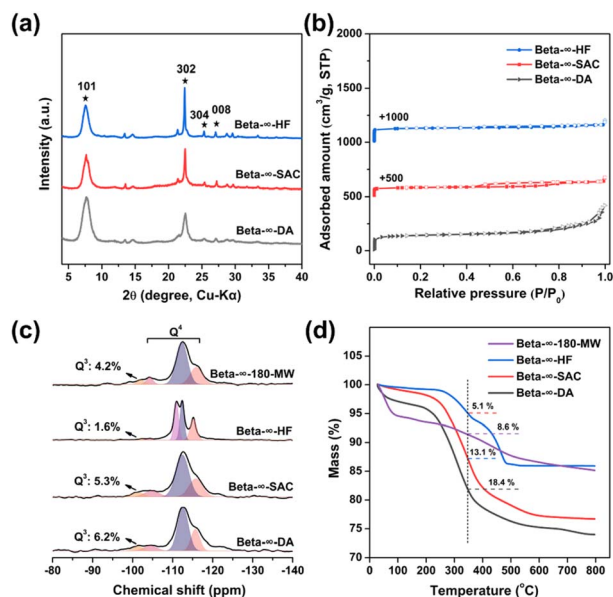 (a)
101
★
302
★
304
★
008
★
Beta-∞-HF
Beta-∞-SAC
Beta-∞-DA
Intensity (a.u.)
5 10 15 20 25 30 35 40
2θ (degree, Cu-Kα)
(b)
Beta-∞-HF
Beta-∞-SAC
Beta-∞-DA
+1000
+500
Adsorbed amount (cm³/g, STP)
2000
1500
1000
500
0
0.0 0.2 0.4 0.6 0.8 1.0
Relative pressure (P/P₀)
(c)
Q⁴
Q³: 4.2%
Beta-∞-180-MW
Q³: 1.6%
Beta-∞-HF
Q³: 5.3%
Beta-∞-SAC
Q³: 6.2%
Beta-∞-DA
-80 -90 -100 -110 -120 -130 -140
Chemical shift (ppm)
(d)
Beta-∞-180-MW
Beta-∞-HF
Beta-∞-SAC
Beta-∞-DA
5.1 %
8.6 %
13.1 %
18.4 %
Mass (%)
105
100
95
90
85
80
75
70
0 100 200 300 400 500 600 700 800
Temperature (°C)